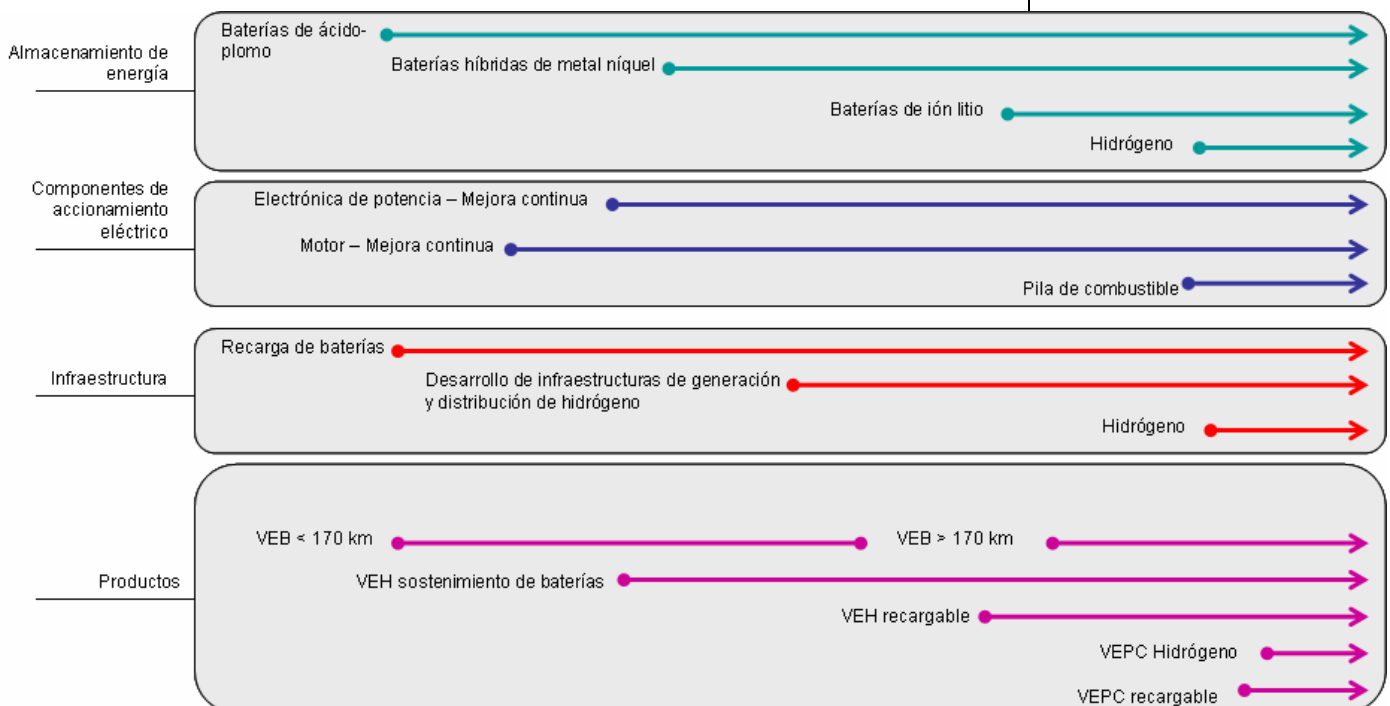 Almacenamiento de
energía
Baterías de ácido-
plomo
Baterías híbridas de metal níquel
Baterías de ión litio
Hidrógeno
Componentes de
accionamiento
eléctrico
Electrónica de potencia – Mejora continua
Motor – Mejora continua
Pila de combustible
Infraestructura
Recarga de baterías
Desarrollo de infraestructuras de generación
y distribución de hidrógeno
Hidrógeno
Productos
VEB < 170 km
VEB > 170 km
VEH sostenimiento de baterías
VEH recargable
VEPC Hidrógeno
VEPC recargable